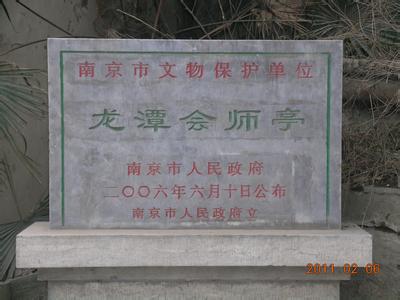 南京市文物保护单位
龙潭会师亭
南京市人民政府
二〇〇六年六月十日公布
南京市人民政府立
2011 02 06